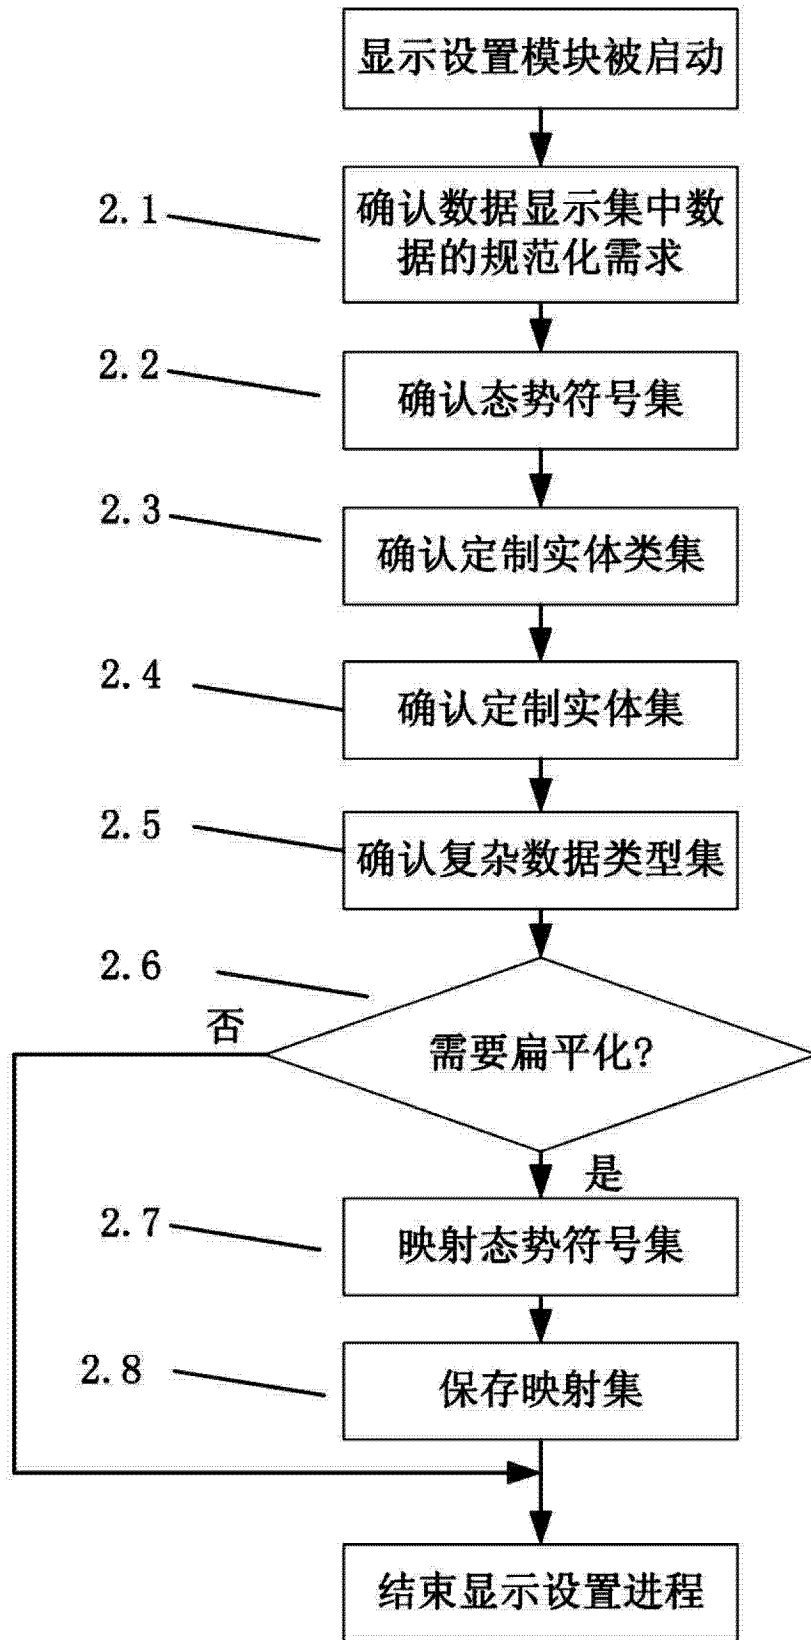 显示设置模块被启动
2.1
确认数据显示集中数
据的规范化需求
2.2
确认态势符号集
2.3
确认定制实体类集
2.4
确认定制实体集
2.5
确认复杂数据类型集
2.6
否
需要扁平化?
是
2.7
映射态势符号集
2.8
保存映射集
结束显示设置进程